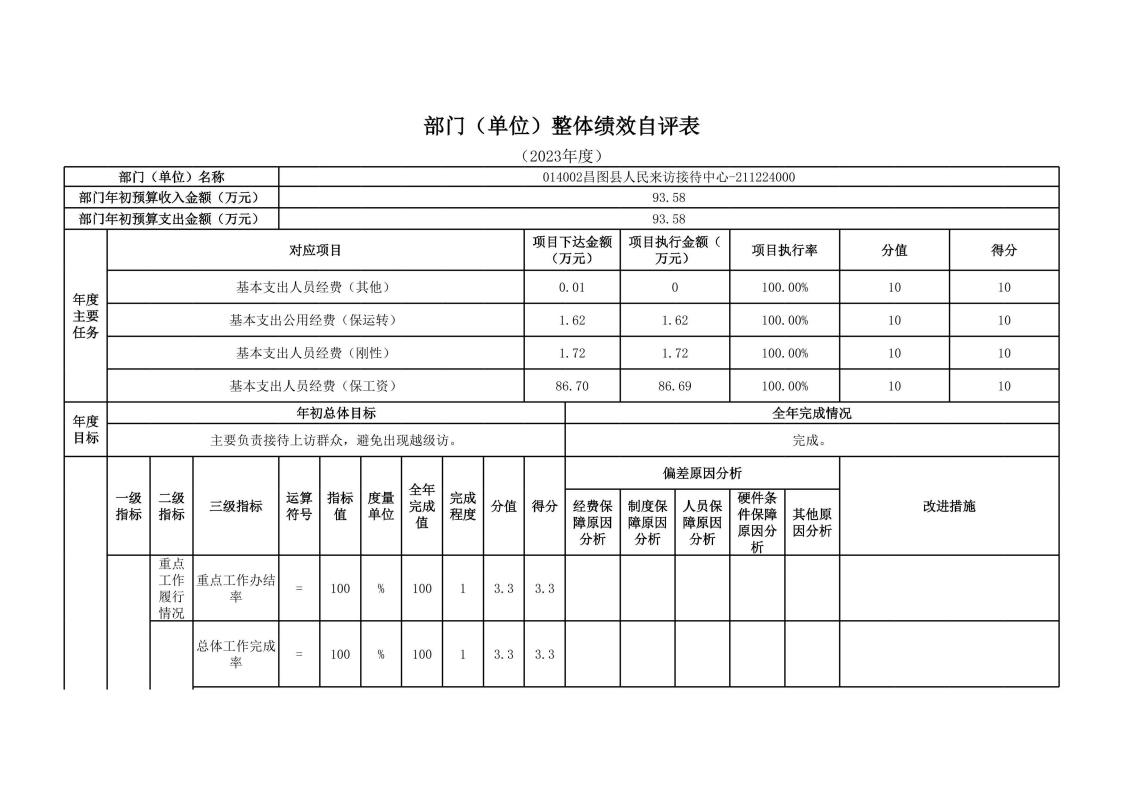 部门（单位）整体绩效自评表
（2023年度）
部门（单位）名称 014002昌图县人民来访接待中心-211224000
部门年初预算收入金额（万元） 93.58
部门年初预算支出金额（万元） 93.58
年度主要任务 对应项目 项目下达金额（万元） 项目执行金额（万元） 项目执行率 分值 得分
基本支出人员经费（其他） 0.01 0 100.00% 10 10
基本支出公用经费（保运转） 1.62 1.62 100.00% 10 10
基本支出人员经费（刚性） 1.72 1.72 100.00% 10 10
基本支出人员经费（保工资） 86.70 86.69 100.00% 10 10
年度目标 年初总体目标 全年完成情况
主要负责接待上访群众，避免出现越级访。 完成。
一级指标 二级指标 三级指标 运算符号 指标值 度量单位 全年完成值 完成程度 分值 得分 偏差原因分析 改进措施
经费保障原因分析 制度保障原因分析 人员保障原因分析 硬件条件保障原因分析 其他原因分析
重点工作履行情况 重点工作办结率 = 100 % 100 1 3.3 3.3
总体工作完成率 = 100 % 100 1 3.3 3.3